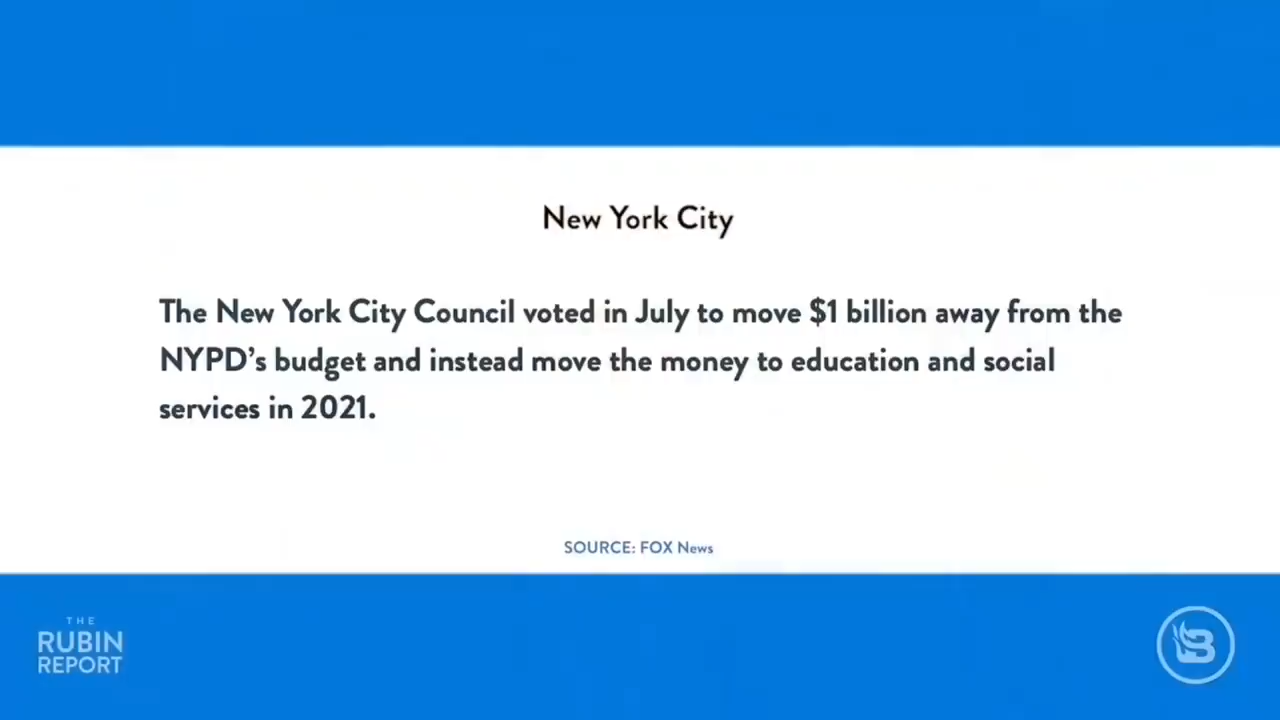 New York City
The New York City Council voted in July to move $1 billion away from the
NYPD's budget and instead move the money to education and social
services in 2021.
SOURCE: FOX News
THE
RUBIN
REPORT
B